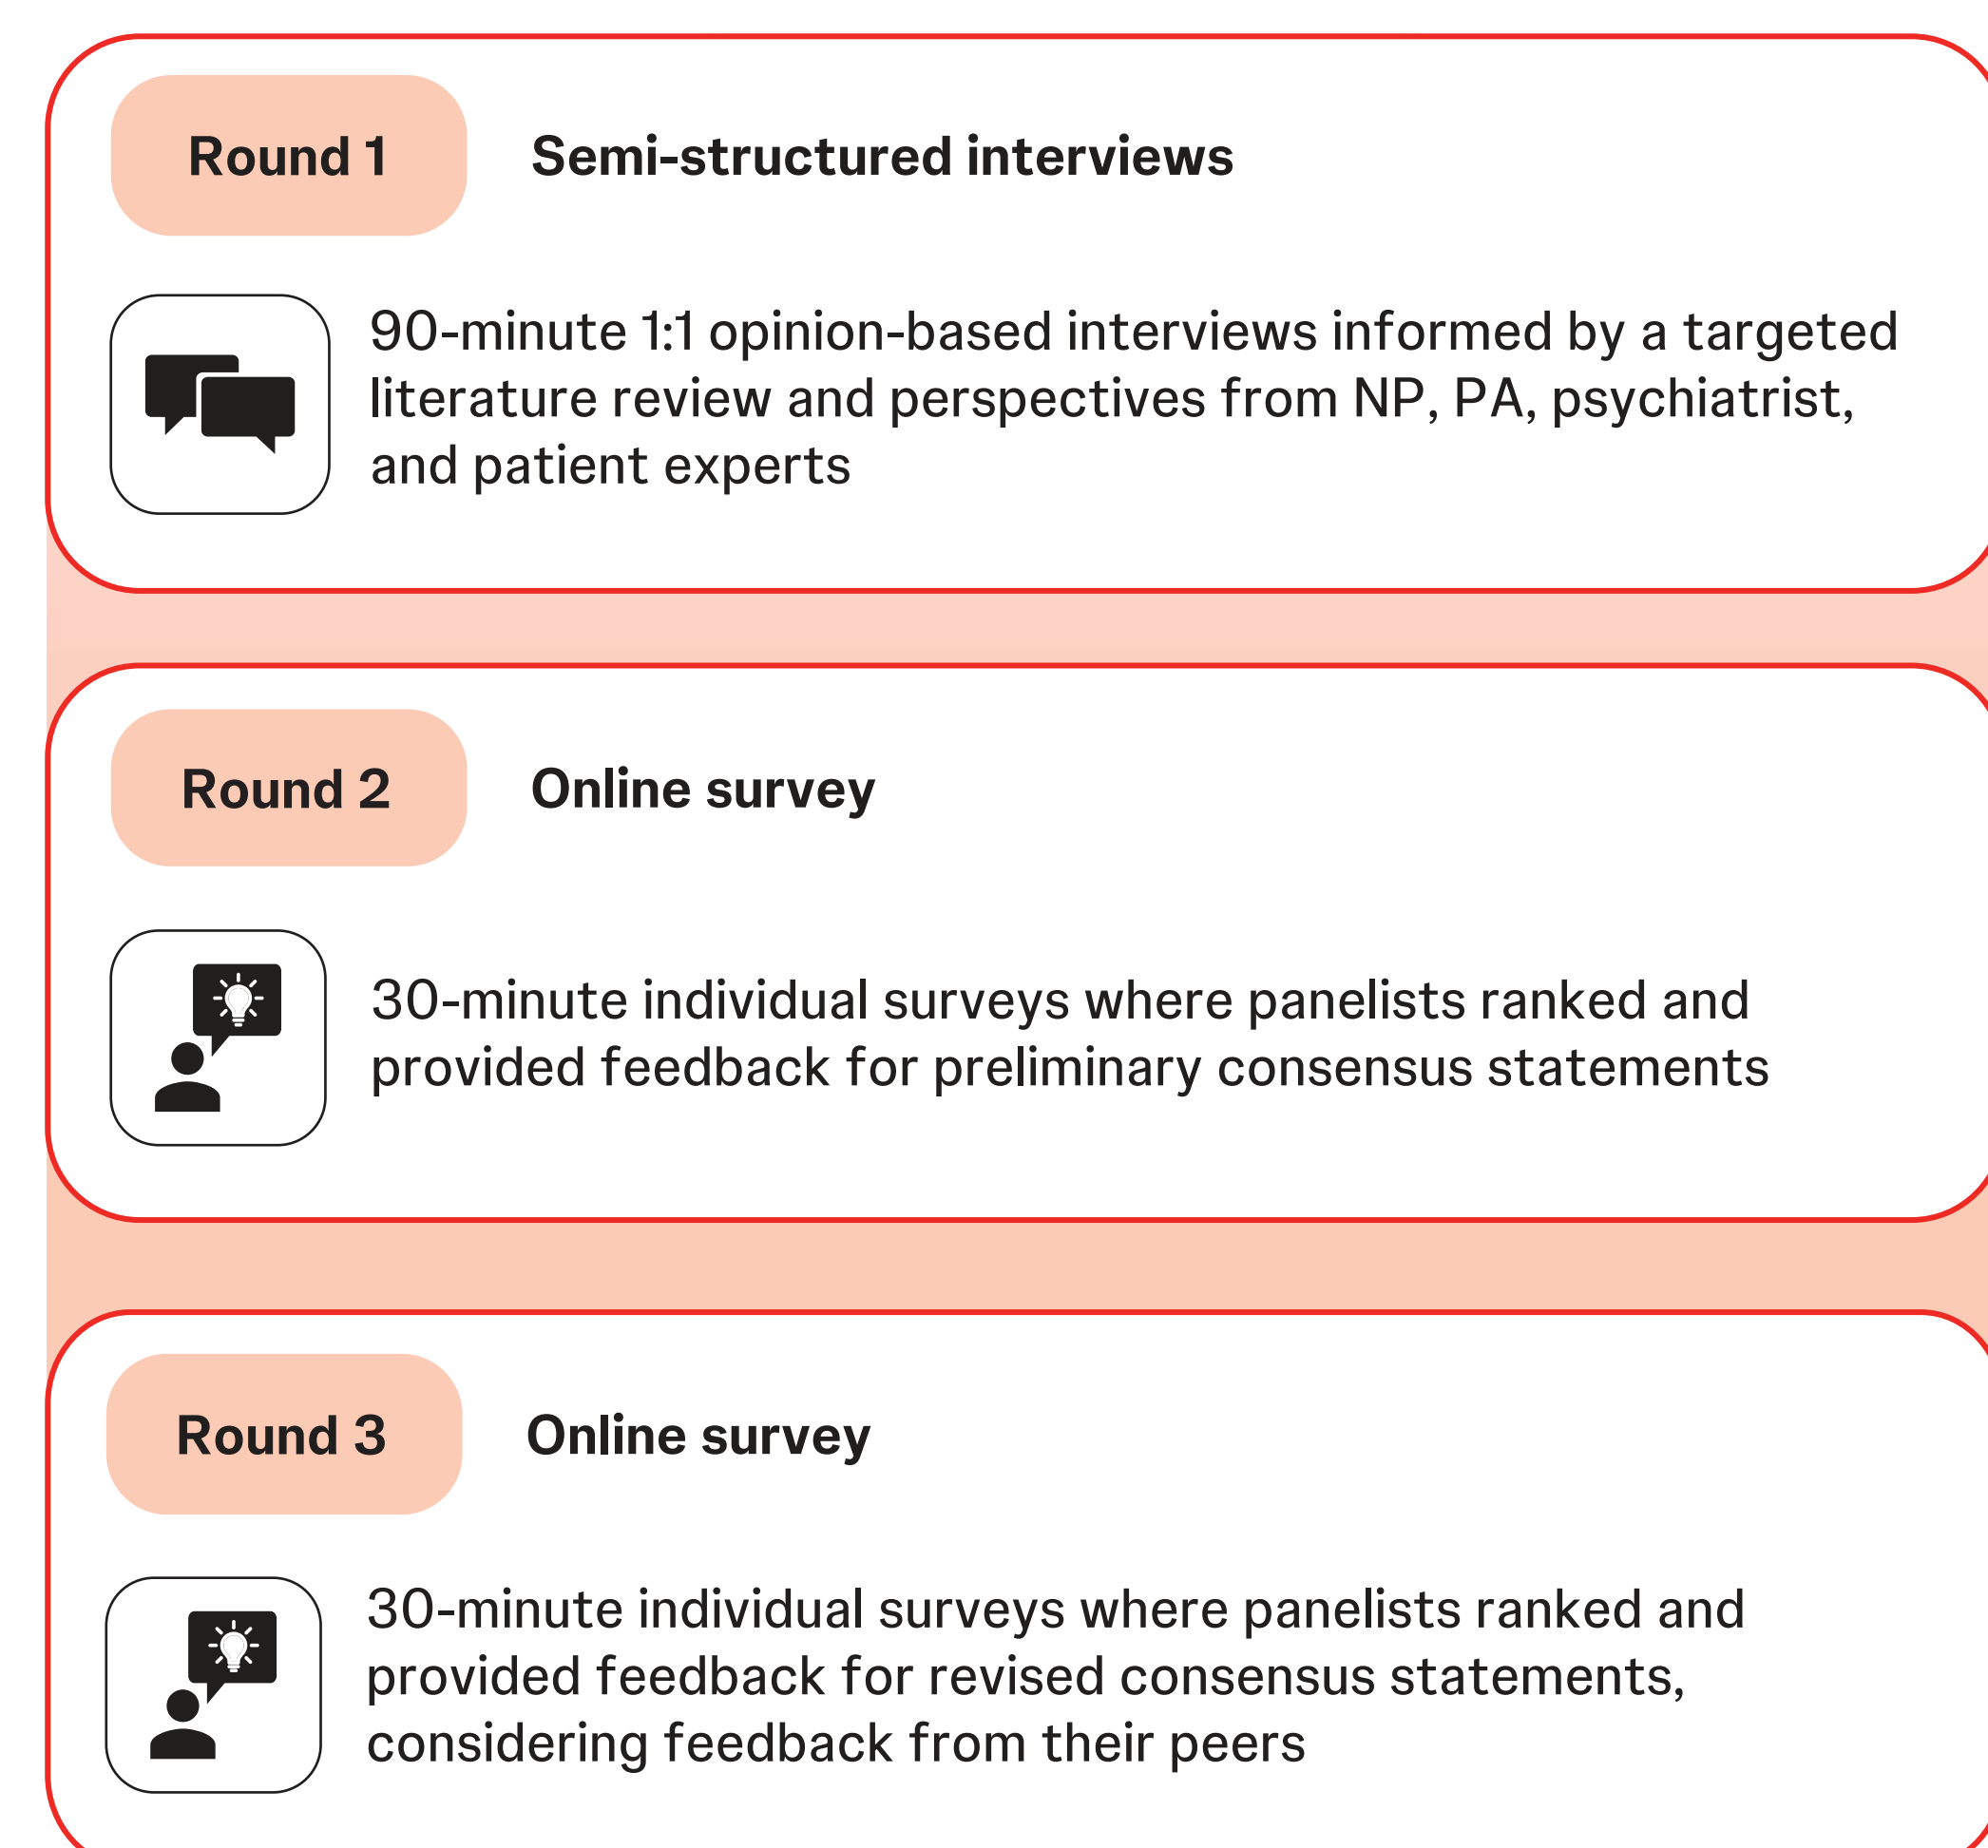 Round 1
Semi-structured interviews
90-minute 1:1 opinion-based interviews informed by a targeted
literature review and perspectives from NP, PA, psychiatrist,
and patient experts
Round 2
Online survey
30-minute individual surveys where panelists ranked and
provided feedback for preliminary consensus statements
Round 3
Online survey
30-minute individual surveys where panelists ranked and
provided feedback for revised consensus statements,
considering feedback from their peers